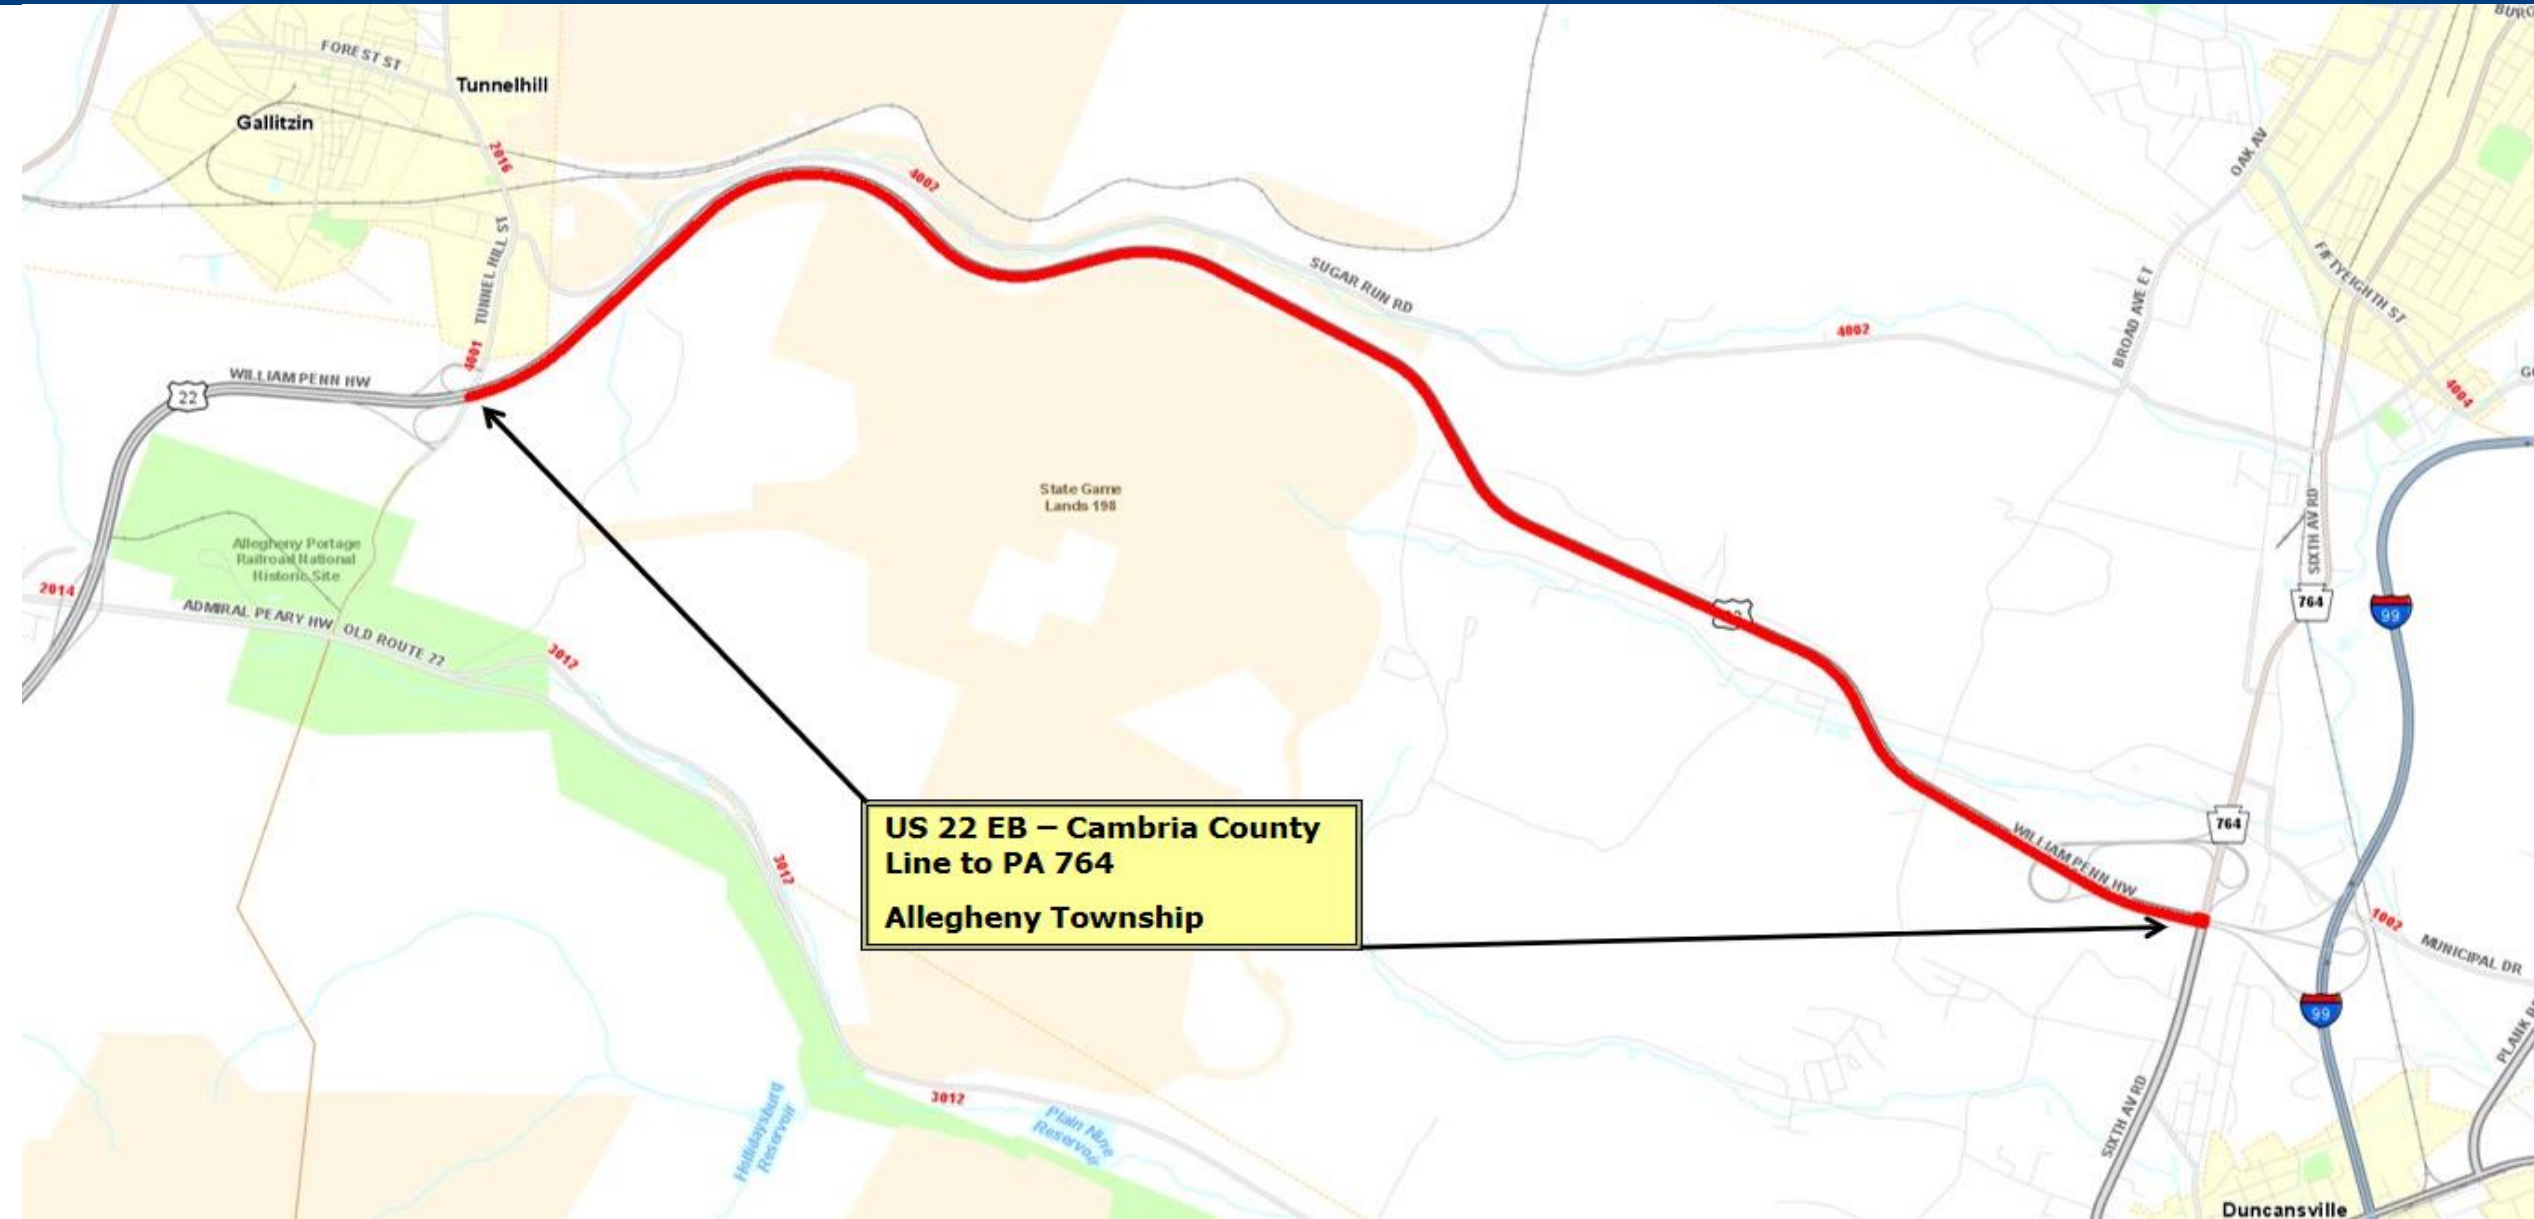 FOREST ST
Tunnelhill
Gallitzin
2016
4002
OAK AV
TUNNEL HILL ST
SUGAR RUN RD
4002
BROAD AVE ET
FIFTYEIGHTH ST
4001
WILLIAM PENN HW
22
4004
State Game
Lands 198
SIXTH AV RD
Allegheny Portage
Railroad National
Historic Site
2014
ADMIRAL PEARY HW
OLD ROUTE 22
3012
764
99
US 22 EB – Cambria County
Line to PA 764
Allegheny Township
3012
764
WILLIAM PENN HW
1002
MUNICIPAL DR
99
3012
Hollidaysburg
Reservoir
Plain Nine
Reservoir
SIXTH AV RD
Duncansville